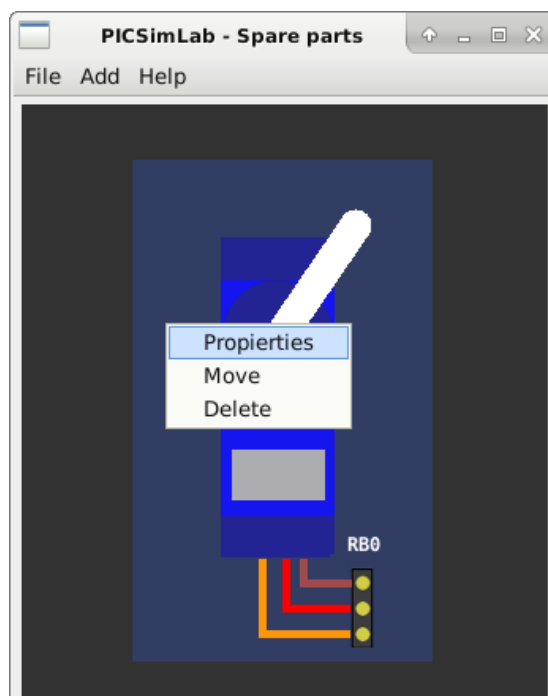 PICSimLab - Spare parts
File Add Help
Propierties
Move
Delete
RB0